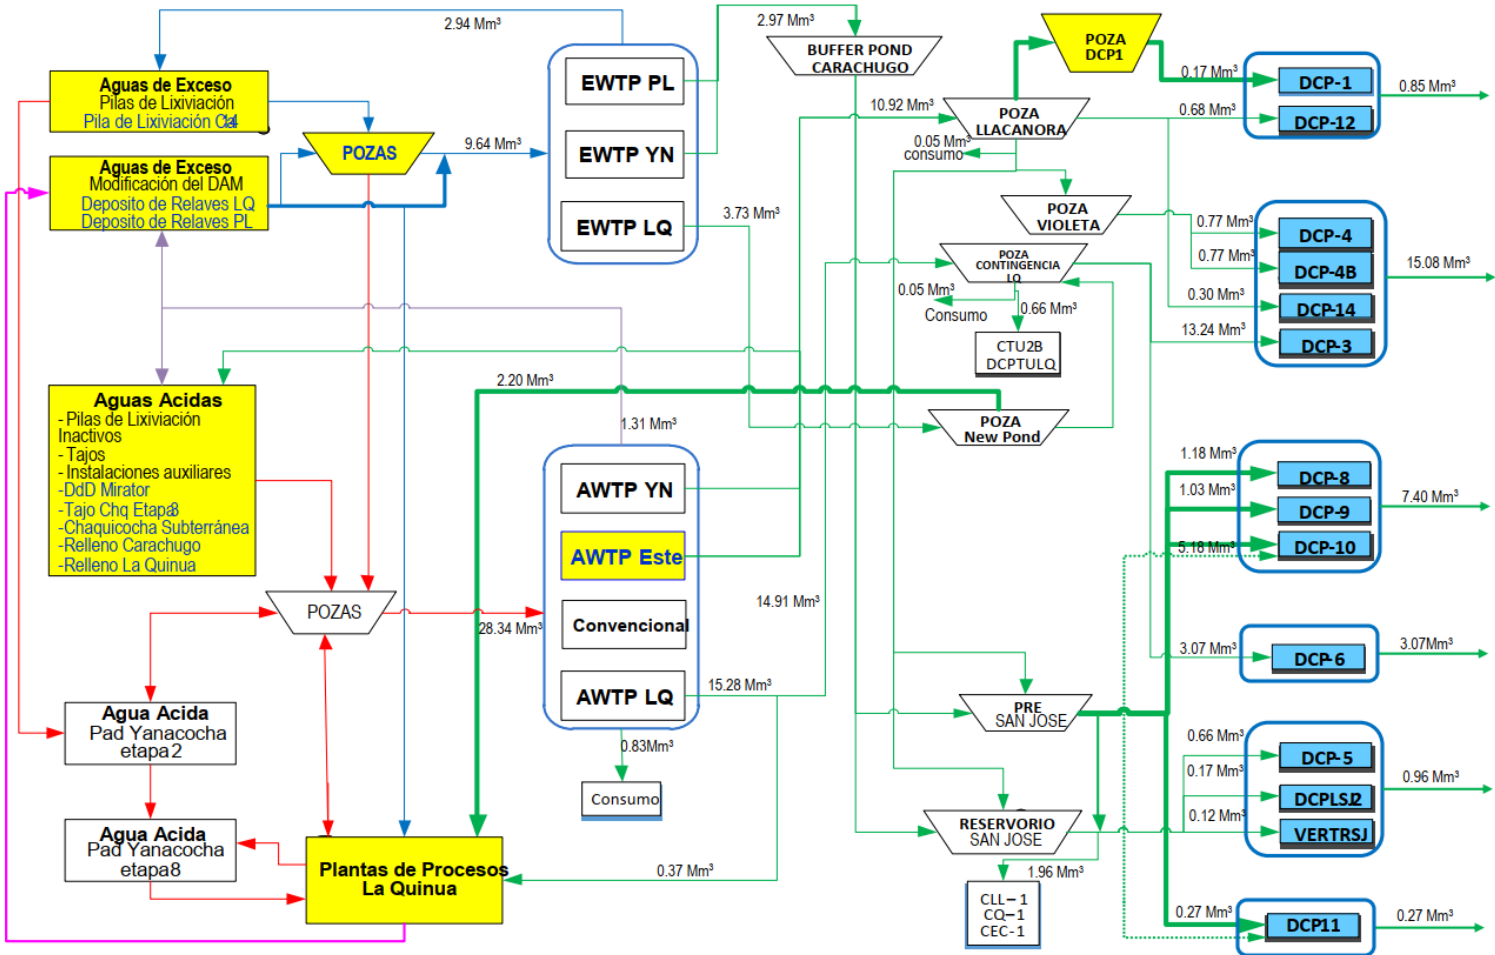 2.94 Mm³
Aguas de Exceso
Pilas de Lixiviación
Pila de Lixiviación Ca
Aguas de Exceso
Modificación del DAM
Deposito de Relaves LQ
Deposito de Relaves PL
POZAS
9.64 Mm³
EWTP PL
EWTP YN
EWTP LQ
2.97 Mm³
BUFFER POND
CARACHUGO
3.73 Mm³
10.92 Mm³
POZA
DCP1
POZA
LLACANORA
0.05 Mm³
consumo
POZA
VIOLETA
POZA
CONTINGENCIA
LQ
0.05 Mm³
Consumo
0.66 Mm³
CTU2B
DCPTULQ
POZA
New Pond
2.20 Mm³
0.17 Mm³
DCP-1
0.68 Mm³
DCP-12
0.85 Mm³
0.77 Mm³
DCP-4
0.77 Mm³
DCP-4B
0.30 Mm³
DCP-14
13.24 Mm³
DCP-3
15.08 Mm³
Aguas Acidas
- Pilas de Lixiviación
Inactivos
- Tajos
- Instalaciones auxiliares
-DdD Mirator
-Tajo Chq Etapa8
-Chaquicocha Subterránea
-Relleno Carachugo
-Relleno La Quinua
1.31 Mm³
AWTP YN
AWTP Este
Convencional
AWTP LQ
POZAS
28.34 Mm³
14.91 Mm³
15.28 Mm³
0.83Mm³
Consumo
0.37 Mm³
Agua Acida
Pad Yanacocha
etapa 2
Agua Acida
Pad Yanacocha
etapa8
Plantas de Procesos
La Quinua
PRE
SAN JOSE
RESERVORIO
SAN JOSE
1.96 Mm³
CLL–1
CQ–1
CEC-1
1.18 Mm³
DCP-8
1.03 Mm³
DCP-9
5.18 Mm³
DCP-10
7.40 Mm³
3.07 Mm³
DCP-6
3.07Mm³
0.66 Mm³
DCP-5
0.17 Mm³
DCPLSJ2
0.12 Mm³
VERTRSJ
0.96 Mm³
0.27 Mm³
DCP11
0.27 Mm³